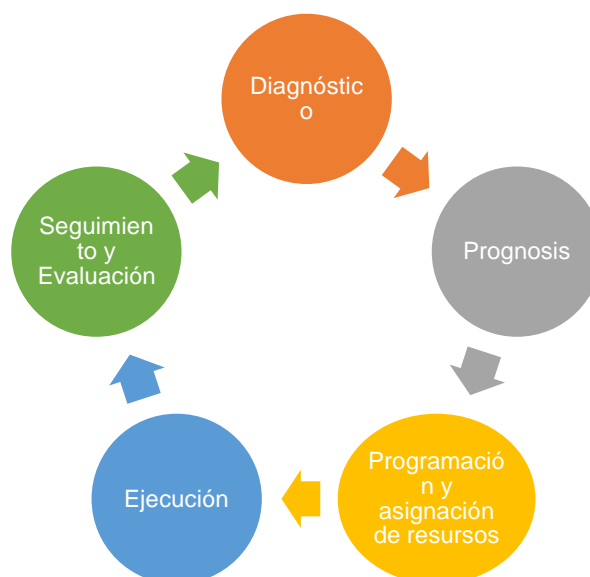 Diagnóstic
o
Prognosis
Programació
n y
asignación
de resursos
Ejecución
Seguimien
to y
Evaluación